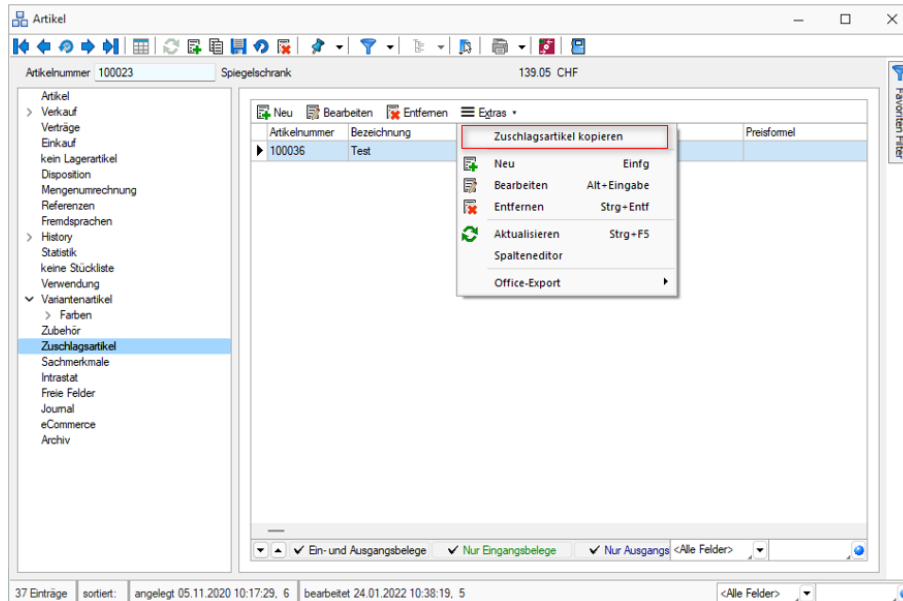 Artikel
Artikelnummer 100023 Spiegelschrank 139.05 CHF
Favoriten Filter
Artikel
Verkauf
Verträge
Einkauf
kein Lagerartikel
Disposition
Mengenumrechnung
Referenzen
Fremdsprachen
History
Statistik
keine Stückliste
Verwendung
Variantenartikel
Farben
Zubehör
Zuschlagsartikel
Sachmerkmale
Intrastat
Freie Felder
Journal
eCommerce
Archiv
Neu Bearbeiten Entfernen Extras
Artikelnummer Bezeichnung Preisformel
100036 Test
Zuschlagsartikel kopieren
Neu Einfg
Bearbeiten Alt+Eingabe
Entfernen Strg+Entf
Aktualisieren Strg+F5
Spalteneditor
Office-Export
Ein- und Ausgangsbelege Nur Eingangsbelege Nur Ausgangs <Alle Felder>
37 Einträge sortiert: angelegt 05.11.2020 10:17:29, 6 bearbeitet 24.01.2022 10:38:19, 5 <Alle Felder>